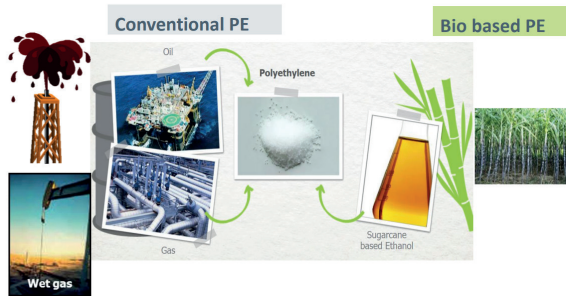 Conventional PE
Bio based PE
Oil
Polyethylene
Gas
Sugarcane
based Ethanol
Wet gas